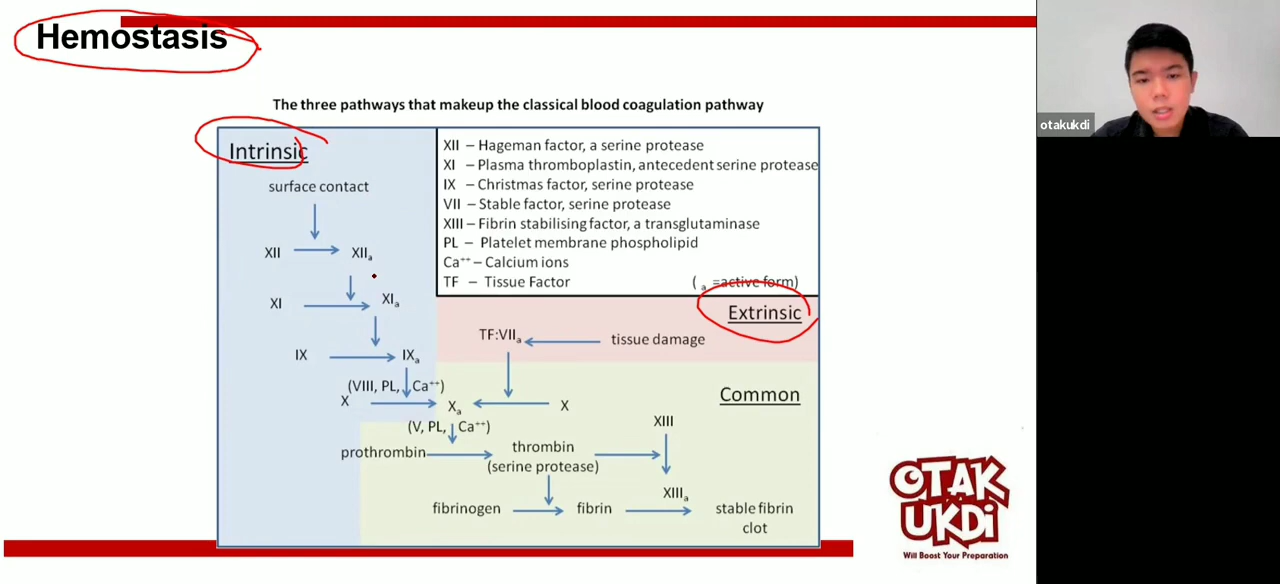 Hemostasis
The three pathways that makeup the classical blood coagulation pathway
Intrinsic
surface contact
XII
XIIₐ
XI
XIₐ
IX
IXₐ
(VIII, PL, Ca⁺⁺)
X
Xₐ
(V, PL, Ca⁺⁺)
XII – Hageman factor, a serine protease
XI – Plasma thromboplastin, antecedent serine protease
IX – Christmas factor, serine protease
VII – Stable factor, serine protease
XIII – Fibrin stabilising factor, a transglutaminase
PL – Platelet membrane phospholipid
Ca⁺⁺ – Calcium ions
TF – Tissue Factor (ₐ =active form)
Extrinsic
TF:VIIₐ
tissue damage
X
Common
XIII
prothrombin
thrombin
(serine protease)
XIIIₐ
fibrinogen
fibrin
stable fibrin
clot
OTAK
UKDI
Will Boost Your Preparation
otakukdi